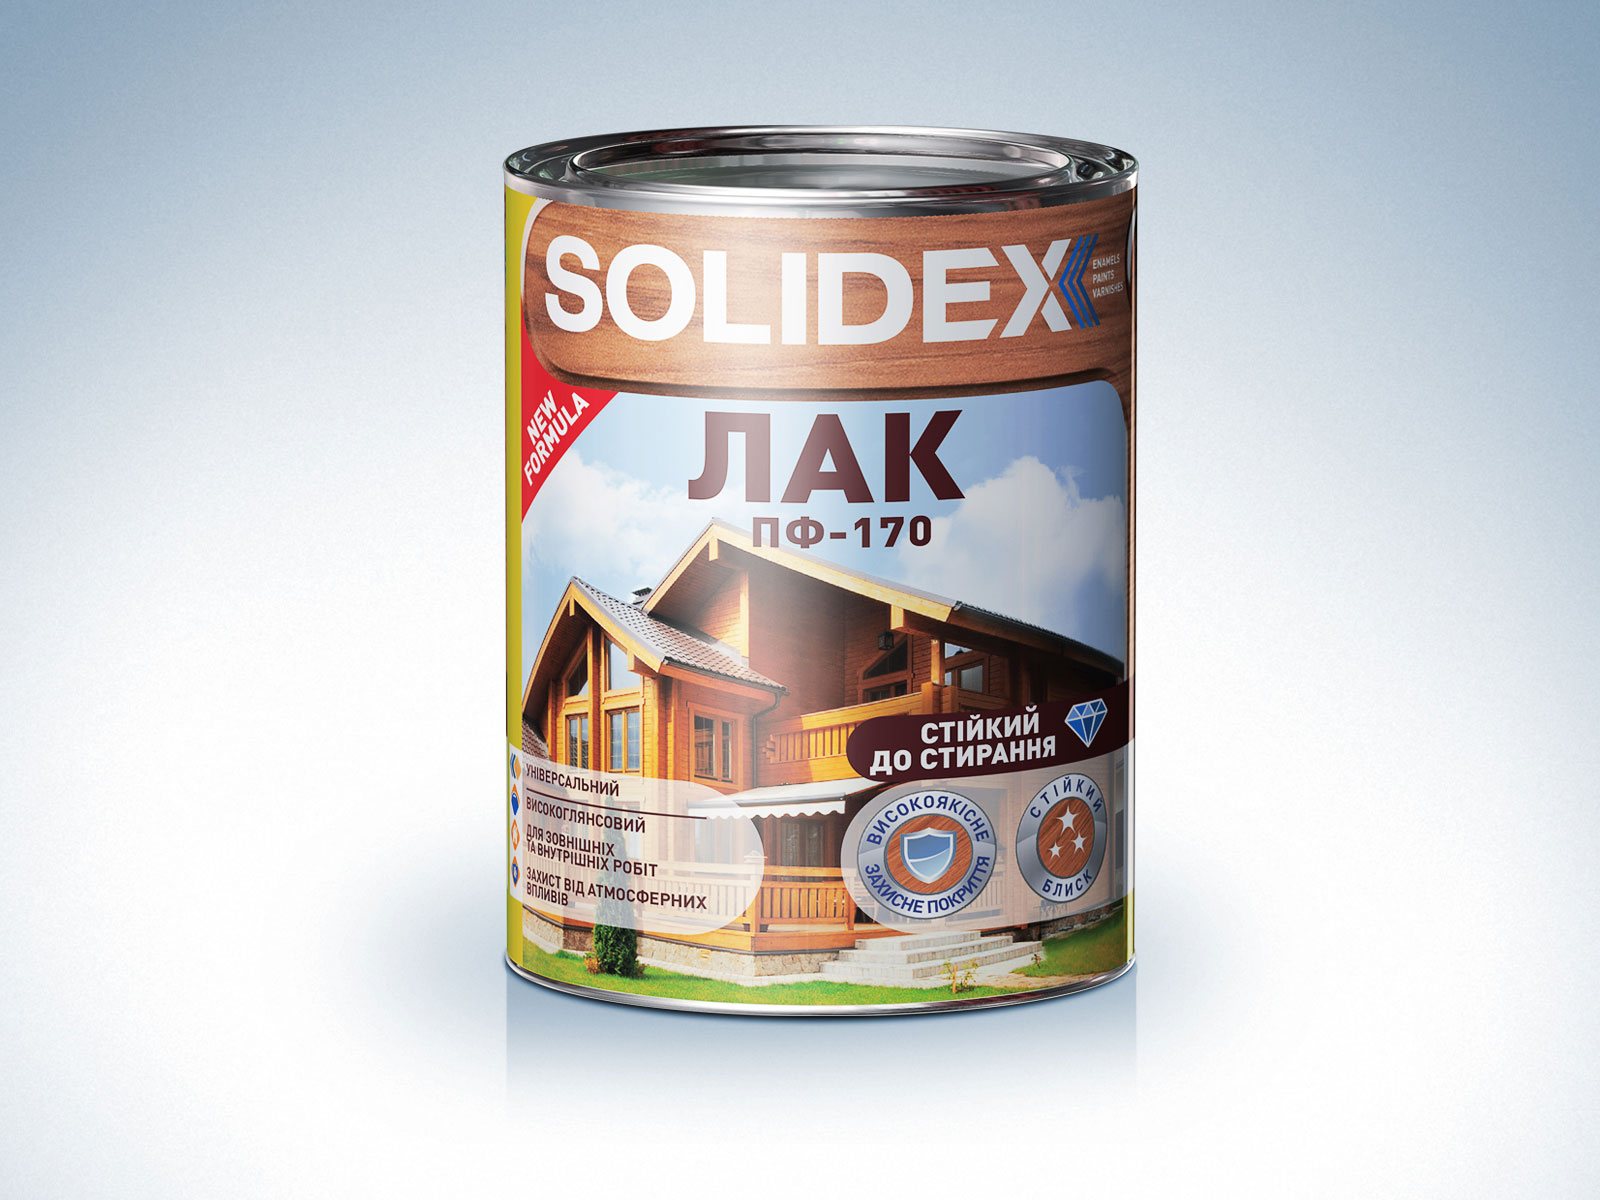 SOLIDEX
ENAMELS
PAINTS
VARNISHES
NEW
FORMULA
ЛАК
ПФ-170
СТІЙКИЙ
ДО СТИРАННЯ
УНІВЕРСАЛЬНИЙ
ВИСОКОГЛЯНСОВИЙ
ДЛЯ ЗОВНІШНІХ
ТА ВНУТРІШНІХ РОБІТ
ЗАХИСТ ВІД АТМОСФЕРНИХ
ВПЛИВІВ
ВИСОКОЯКІСНЕ
ЗАХИСНЕ ПОКРИТТЯ
СТІЙКИЙ
БЛИСК